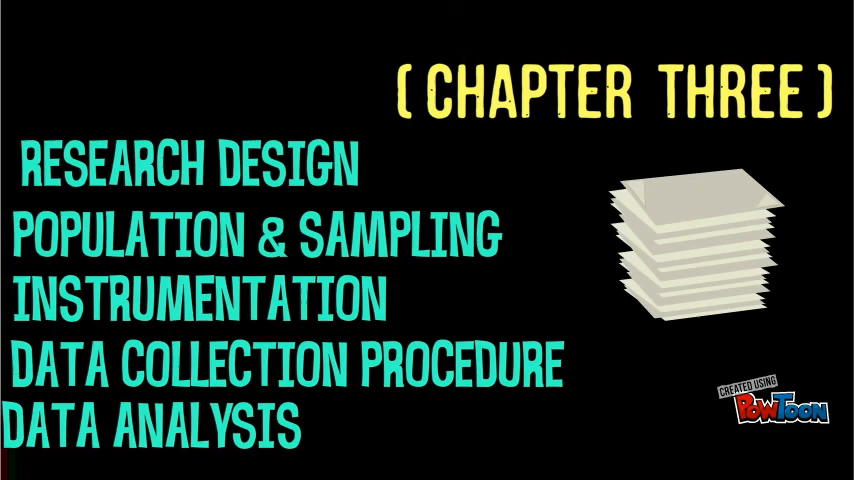 ( CHAPTER THREE )
RESEARCH DESIGN
POPULATION & SAMPLING
INSTRUMENTATION
DATA COLLECTION PROCEDURE
DATA ANALYSIS
CREATED USING
POWTOON